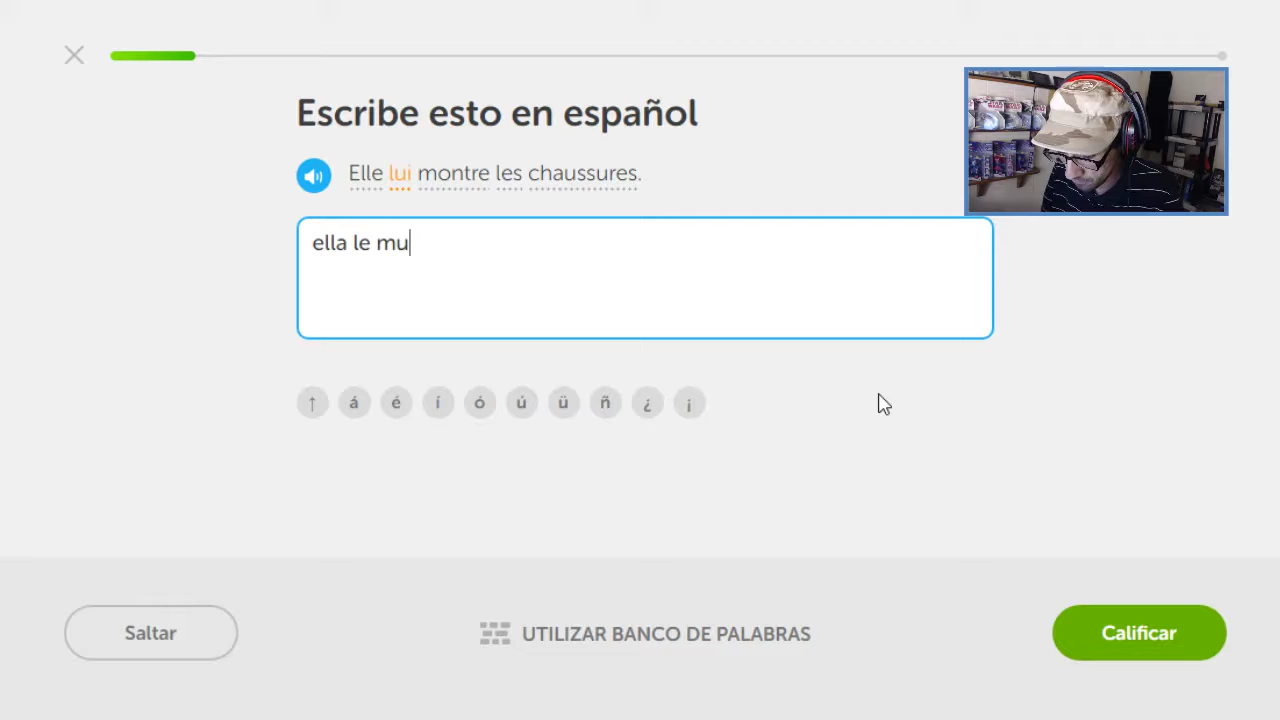 Escribe esto en español
Elle lui montre les chaussures.
ella le mu
↑ á é í ó ú ü ñ ¿ ¡
Saltar
UTILIZAR BANCO DE PALABRAS
Calificar